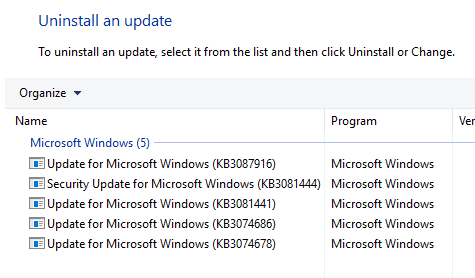 Uninstall an update
To uninstall an update, select it from the list and then click Uninstall or Change.
Organize
Name Program Ver
Microsoft Windows (5)
Update for Microsoft Windows (KB3087916) Microsoft Windows
Security Update for Microsoft Windows (KB3081444) Microsoft Windows
Update for Microsoft Windows (KB3081441) Microsoft Windows
Update for Microsoft Windows (KB3074686) Microsoft Windows
Update for Microsoft Windows (KB3074678) Microsoft Windows